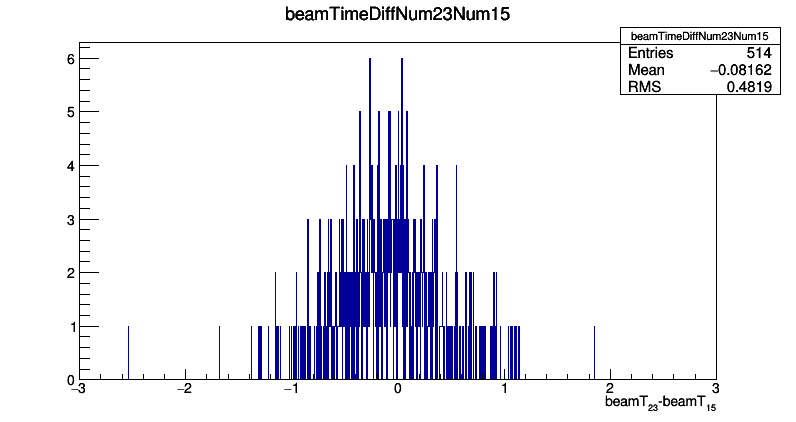 beamTimeDiffNum23Num15
beamTimeDiffNum23Num15
Entries 514
Mean −0.08162
RMS 0.4819
6
5
4
3
2
1
0
−3 −2 −1 0 1 2 3
beamT23-beamT15